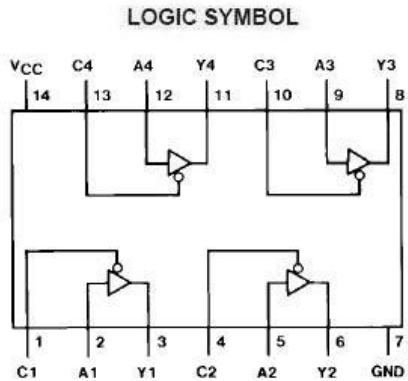 LOGIC SYMBOL
VCC C4 A4 Y4 C3 A3 Y3
14 13 12 11 10 9 8
1 2 3 4 5 6 7
C1 A1 Y1 C2 A2 Y2 GND